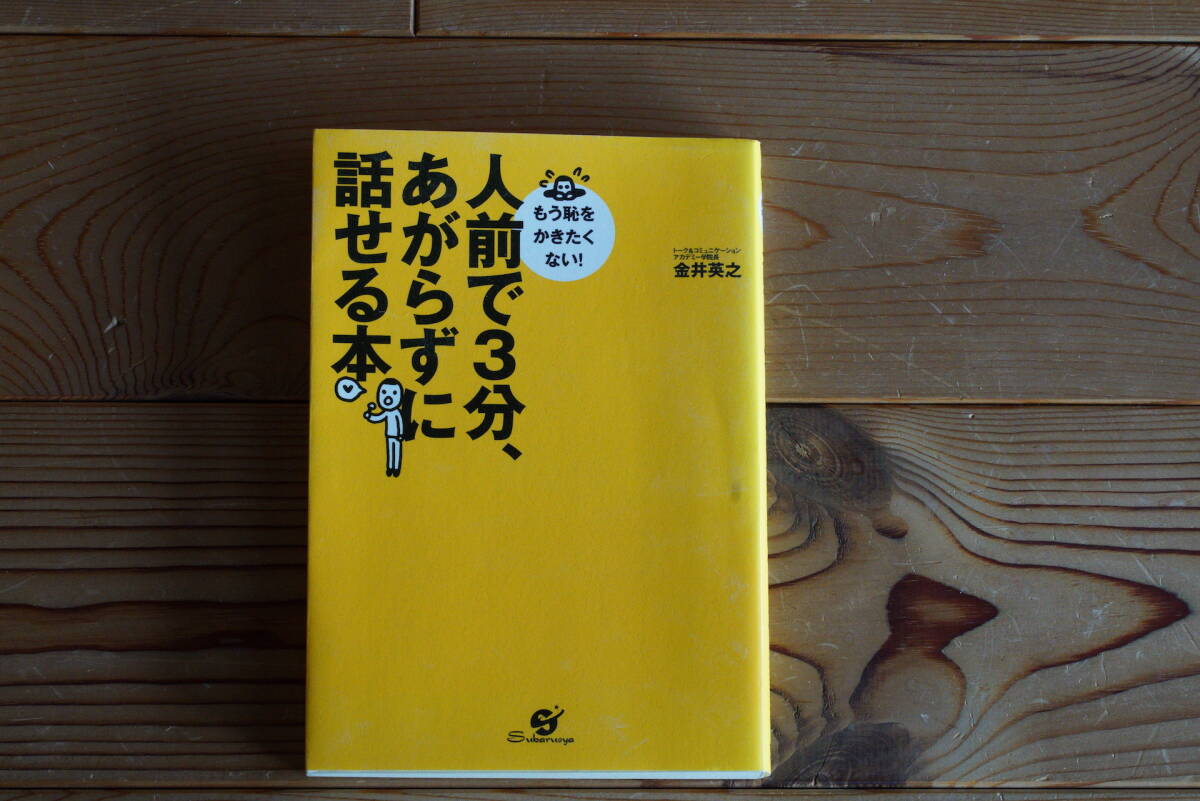 人前で3分、
あがらずに
話せる本
もう恥を
かきたく
ない!
トーク&コミュニケーション
アカデミー学院長
金井英之
Subarusya